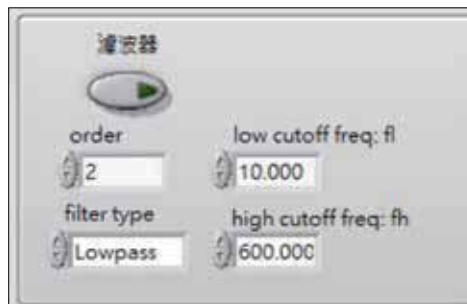 濾波器
order
low cutoff freq: fl
2
10.000
filter type
high cutoff freq: fh
Lowpass
600.000